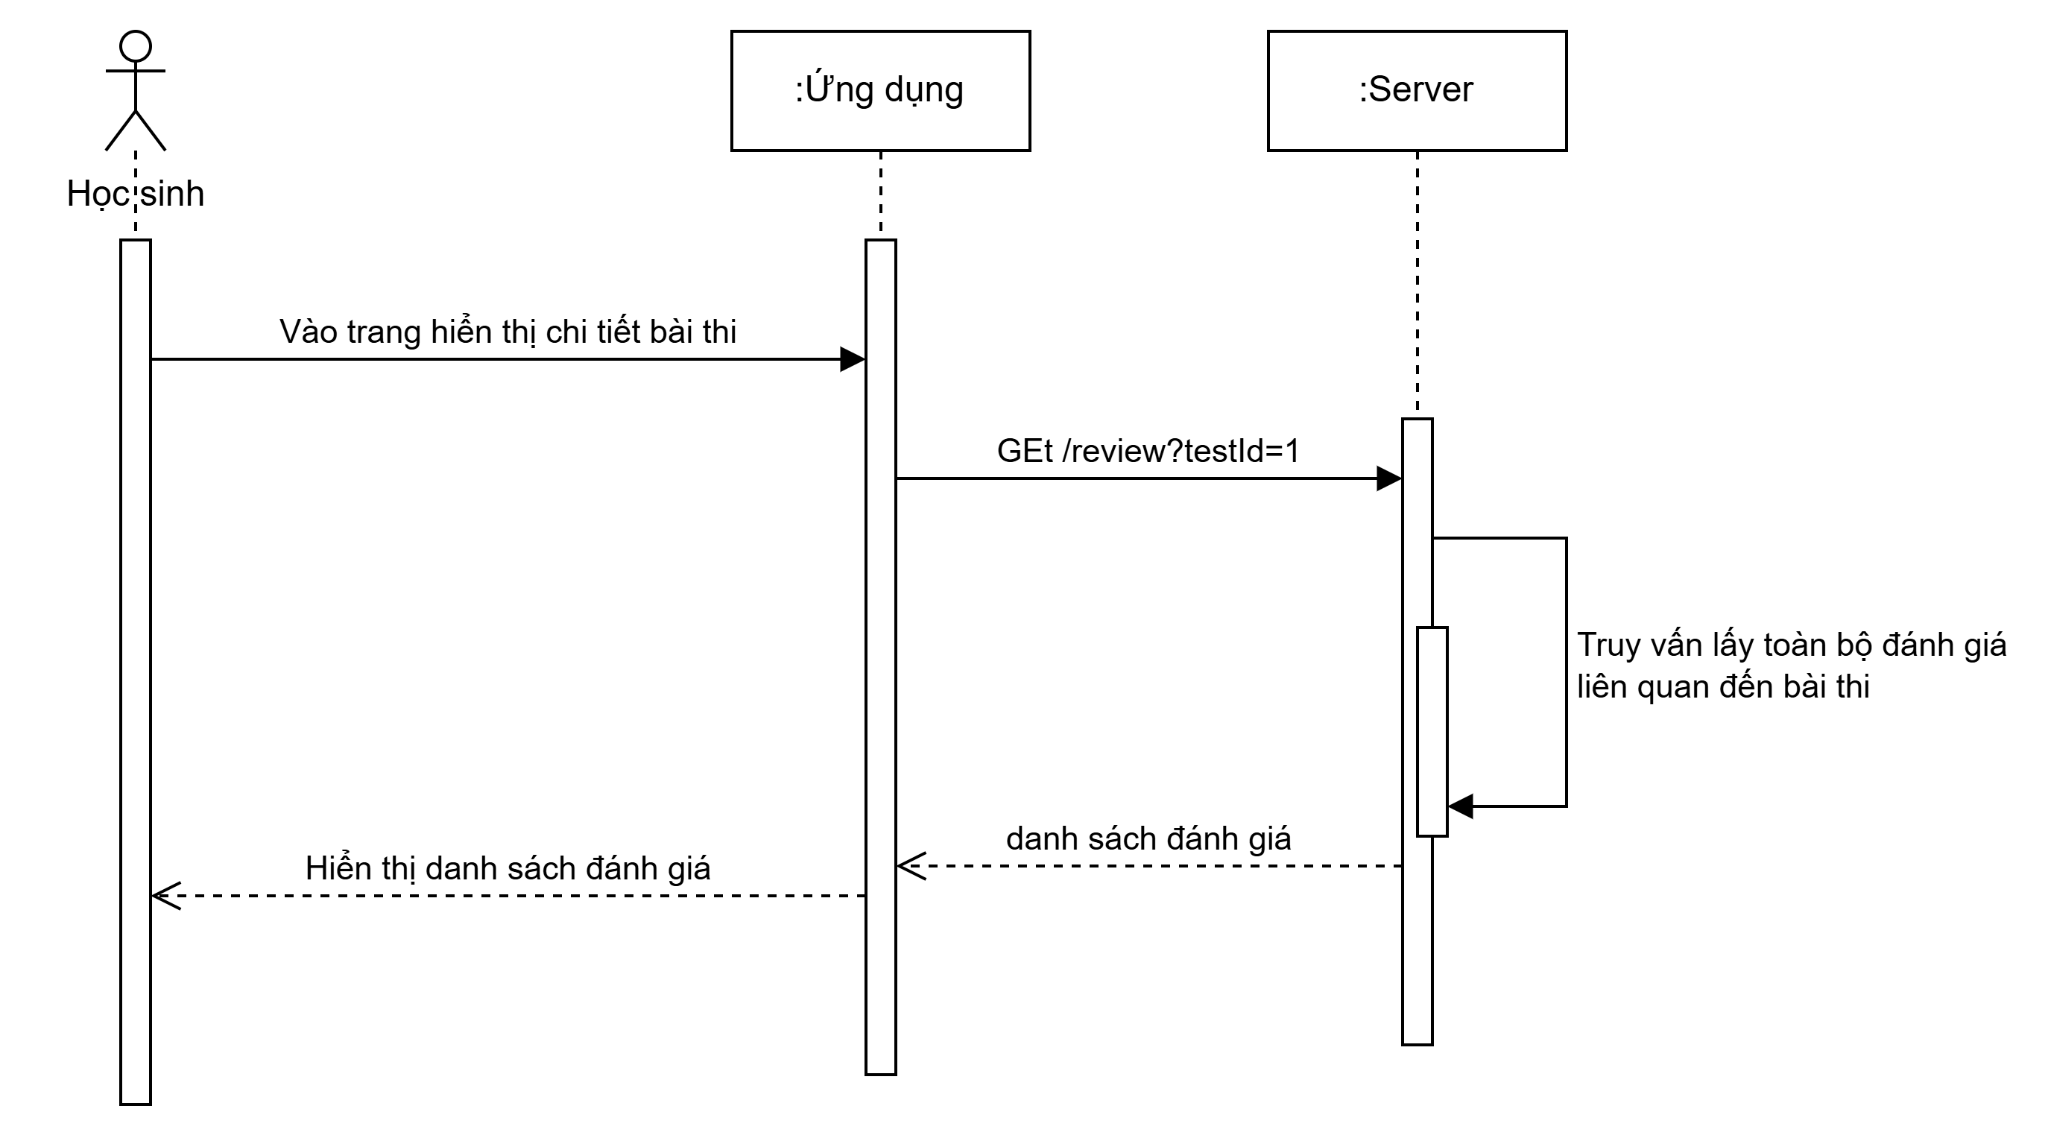 :Ứng dụng
:Server
Học sinh
Vào trang hiển thị chi tiết bài thi
GEt /review?testId=1
Truy vấn lấy toàn bộ đánh giá
liên quan đến bài thi
danh sách đánh giá
Hiển thị danh sách đánh giá